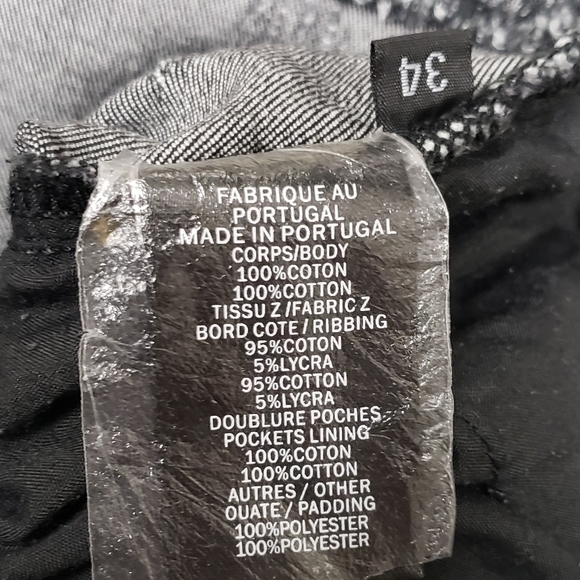 34
FABRIQUE AU
PORTUGAL
MADE IN PORTUGAL
CORPS/BODY
100%COTON
100%COTTON
TISSU Z /FABRIC Z
BORD COTE / RIBBING
95%COTON
5%LYCRA
95%COTTON
5%LYCRA
DOUBLURE POCHES
POCKETS LINING
100%COTON
100%COTTON
AUTRES / OTHER
OUATE / PADDING
100%POLYESTER
100%POLYESTER